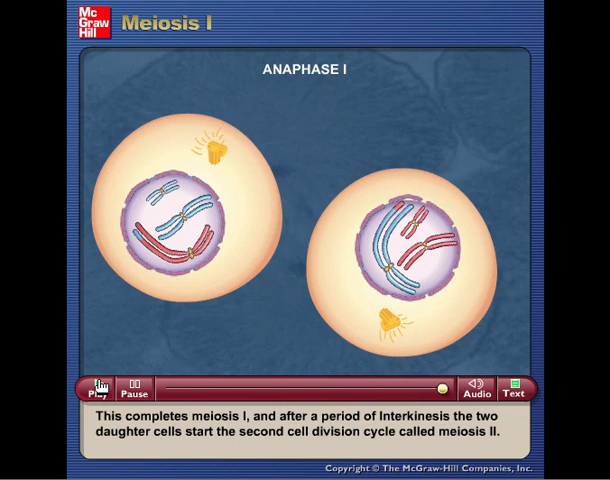 Mc
Graw
Hill
Meiosis I
ANAPHASE I
Play
Pause
Audio
Text
This completes meiosis I, and after a period of Interkinesis the two
daughter cells start the second cell division cycle called meiosis II.
Copyright © The McGraw-Hill Companies, Inc.